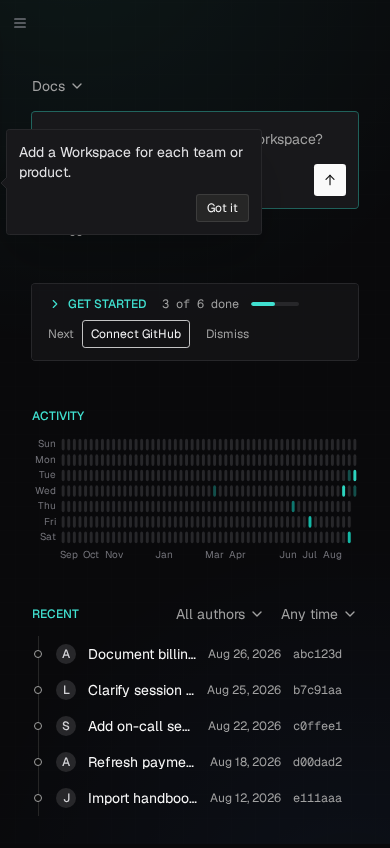 Docs
orkspace?
Add a Workspace for each team or
product.
Got it
GET STARTED 3 of 6 done
Next Connect GitHub Dismiss
ACTIVITY
Sun
Mon
Tue
Wed
Thu
Fri
Sat
Sep Oct Nov Jan Mar Apr Jun Jul Aug
RECENT All authors Any time
A Document billin... Aug 26, 2026 abc123d
L Clarify session ... Aug 25, 2026 b7c91aa
S Add on-call se... Aug 22, 2026 c0ffee1
A Refresh payme... Aug 18, 2026 d00dad2
J Import handboo... Aug 12, 2026 e111aaa